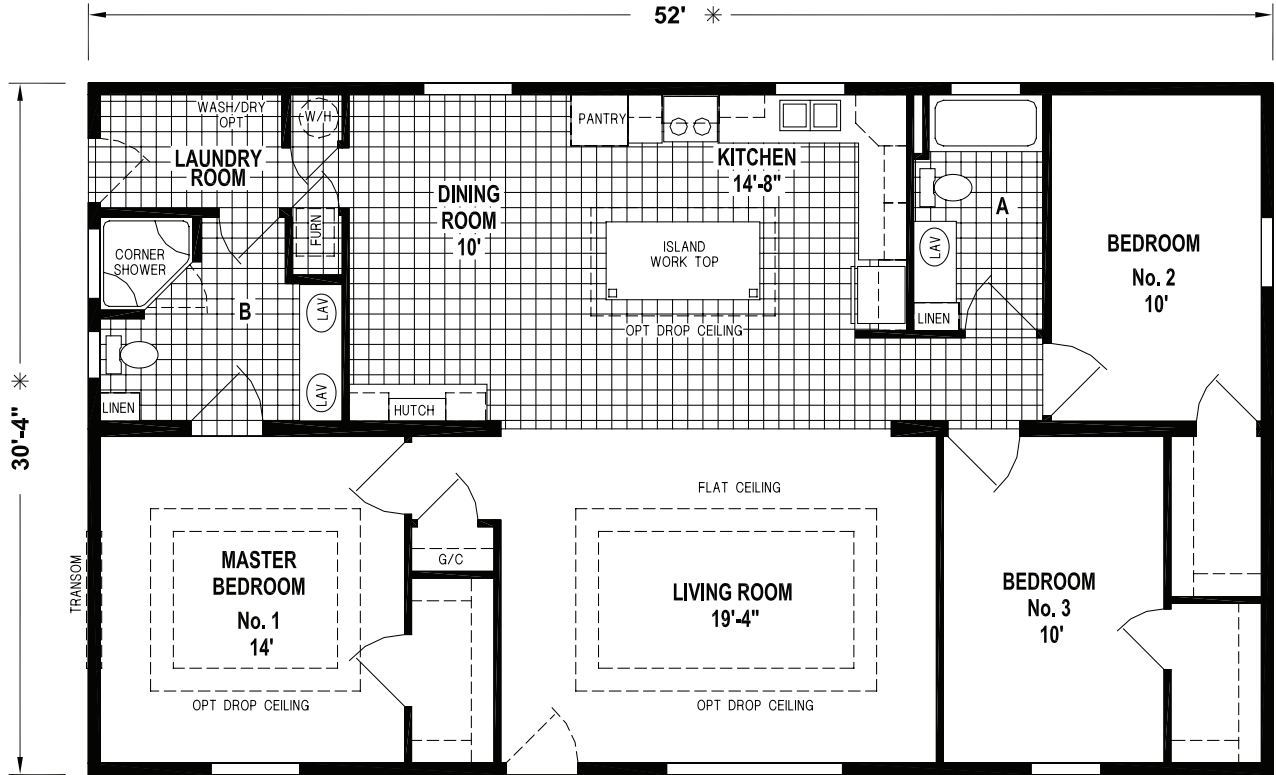 52' ✳
30'-4" ✳
WASH/DRY
OPT
W/H
LAUNDRY
ROOM
FURN
CORNER
SHOWER
B
LAV
LAV
LINEN
DINING
ROOM
10'
HUTCH
PANTRY
KITCHEN
14'-8"
ISLAND
WORK TOP
OPT DROP CEILING
A
LAV
LINEN
BEDROOM
No. 2
10'
TRANSOM
MASTER
BEDROOM
No. 1
14'
OPT DROP CEILING
G/C
FLAT CEILING
LIVING ROOM
19'-4"
OPT DROP CEILING
BEDROOM
No. 3
10'